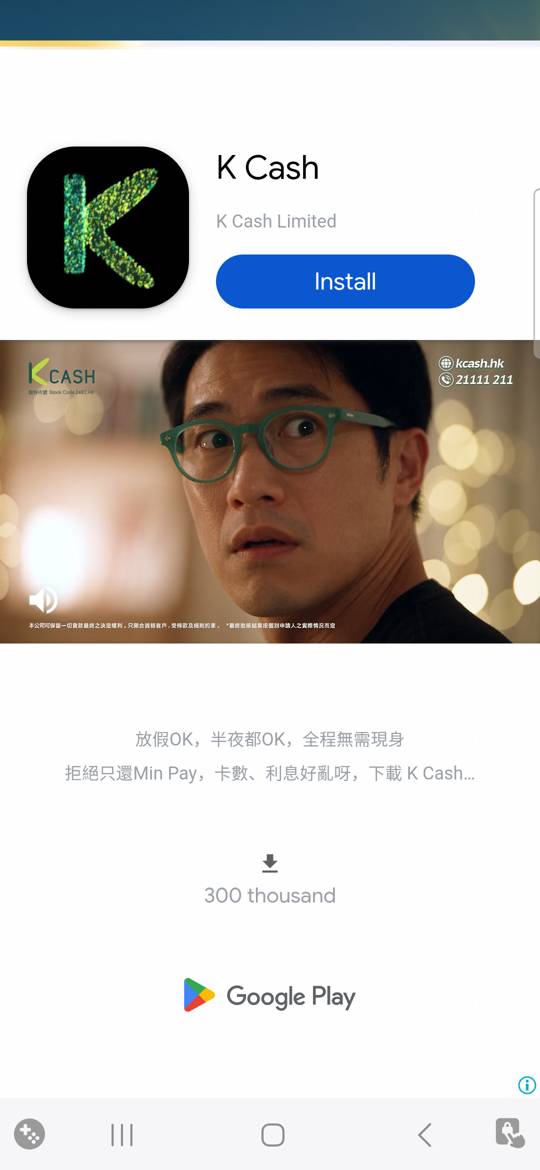 K Cash
K Cash Limited
Install
KCASH
kcash.hk
21111 211
放假OK，半夜都OK，全程無需現身
拒絕只還Min Pay，卡數、利息好亂呀，下載 K Cash...
300 thousand
Google Play